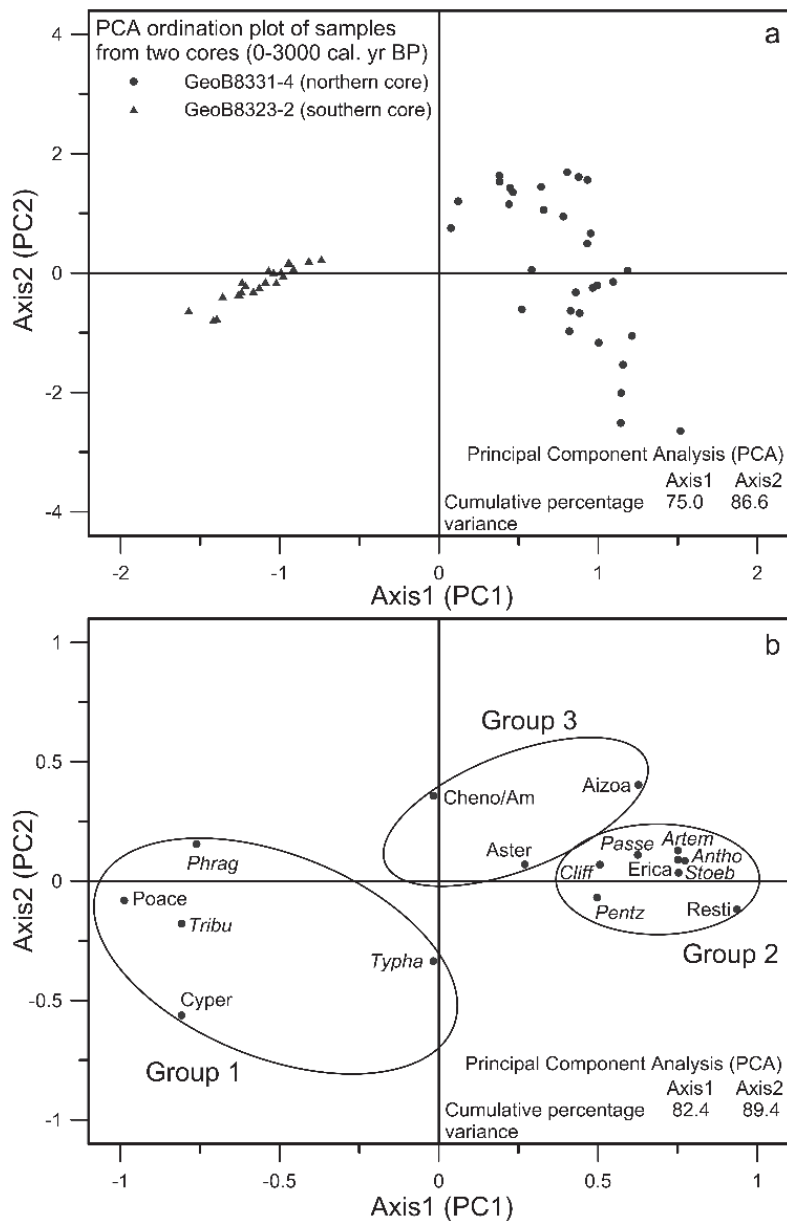 PCA ordination plot of samples
from two cores (0-3000 cal. yr BP)
GeoB8331-4 (northern core)
GeoB8323-2 (southern core)
a
4
2
0
-2
-4
Axis2 (PC2)
Principal Component Analysis (PCA)
Axis1 Axis2
Cumulative percentage 75.0 86.6
variance
-2 -1 0 1 2
Axis1 (PC1)
b
1
0.5
0
-0.5
-1
Axis2 (PC2)
Group 3
Cheno/Am
Aizoa
Aster
Phrag
Poace
Tribu
Typha
Cyper
Group 1
Passe
Artem
Antho
Cliff
Erica
Stoeb
Pentz
Resti
Group 2
Principal Component Analysis (PCA)
Axis1 Axis2
Cumulative percentage 82.4 89.4
variance
-1 -0.5 0 0.5 1
Axis1 (PC1)